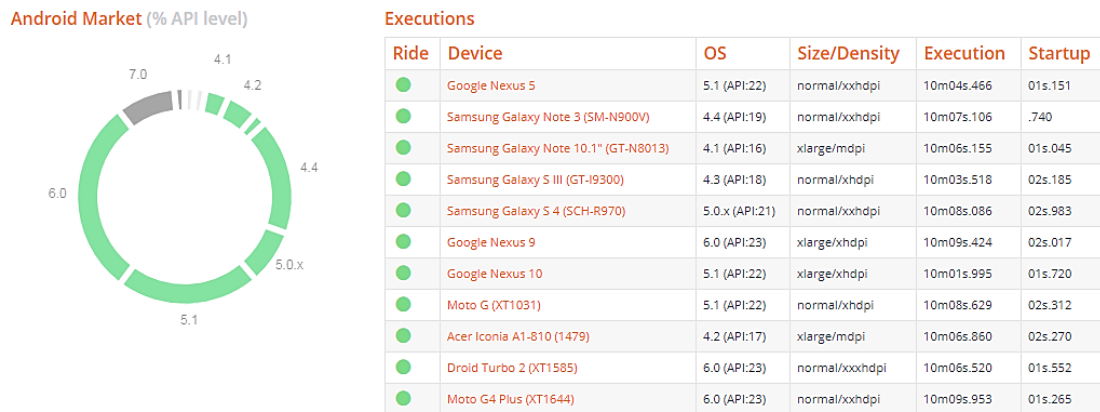 Android Market (% API level)
4.1
7.0
4.2
4.4
6.0
5.0.x
5.1
Executions
Ride Device OS Size/Density Execution Startup
Google Nexus 5 5.1 (API:22) normal/xxhdpi 10m04s.466 01s.151
Samsung Galaxy Note 3 (SM-N900V) 4.4 (API:19) normal/xxhdpi 10m07s.106 .740
Samsung Galaxy Note 10.1" (GT-N8013) 4.1 (API:16) xlarge/mdpi 10m06s.155 01s.045
Samsung Galaxy S III (GT-I9300) 4.3 (API:18) normal/xhdpi 10m03s.518 02s.185
Samsung Galaxy S 4 (SCH-R970) 5.0.x (API:21) normal/xxhdpi 10m08s.086 02s.983
Google Nexus 9 6.0 (API:23) xlarge/xhdpi 10m09s.424 02s.017
Google Nexus 10 5.1 (API:22) xlarge/xhdpi 10m01s.995 01s.720
Moto G (XT1031) 5.1 (API:22) normal/xhdpi 10m08s.629 02s.312
Acer Iconia A1-810 (1479) 4.2 (API:17) xlarge/mdpi 10m06s.860 02s.270
Droid Turbo 2 (XT1585) 6.0 (API:23) normal/xxxhdpi 10m06s.520 01s.552
Moto G4 Plus (XT1644) 6.0 (API:23) normal/xxhdpi 10m09s.953 01s.265